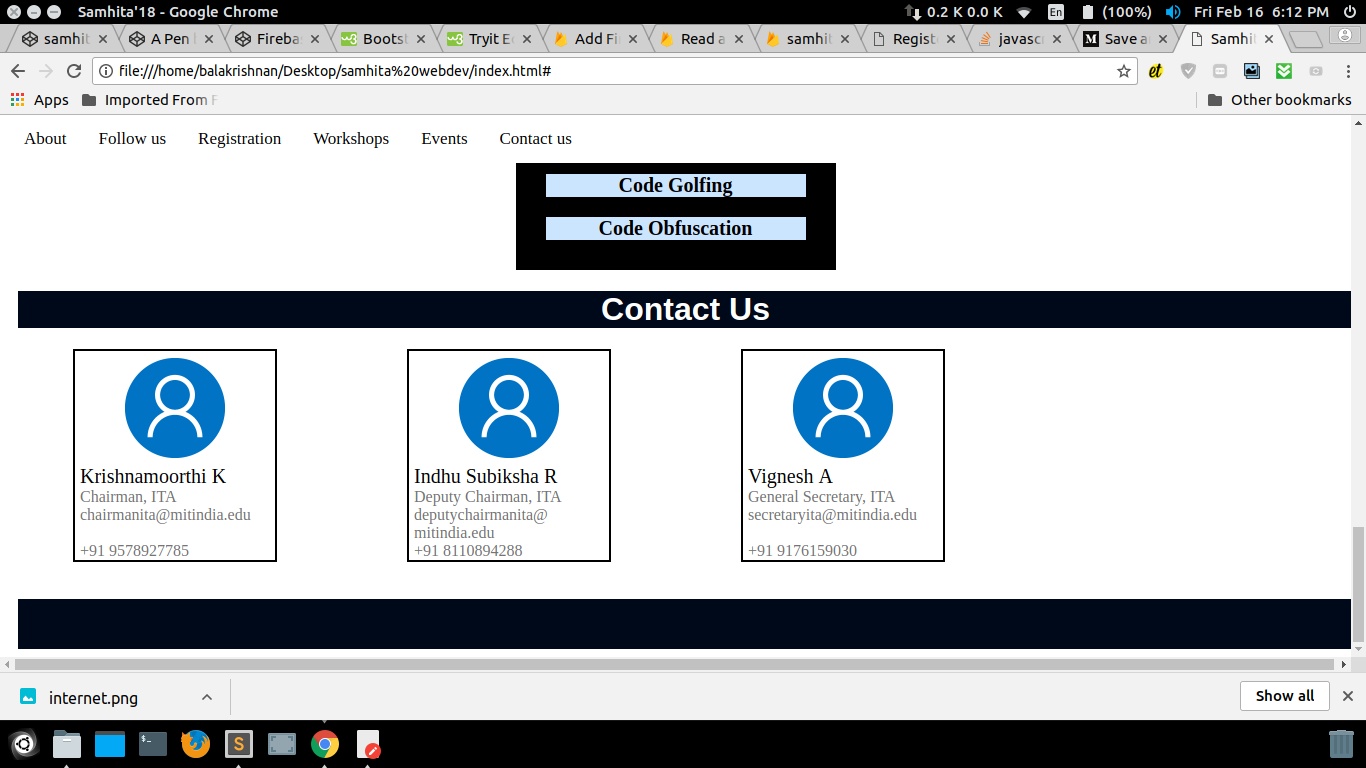 Samhita'18 - Google Chrome
0.2 K 0.0 K
En
(100%)
Fri Feb 16 6:12 PM
samhit
A Pen
Fireba
Bootst
Tryit E
Add Fi
Read a
samhit
Regist
javasc
Save a
Samhi
file:///home/balakrishnan/Desktop/samhita%20webdev/index.html#
et
Apps
Imported From F
Other bookmarks
About Follow us Registration Workshops Events Contact us
Code Golfing
Code Obfuscation
Contact Us
Krishnamoorthi K
Chairman, ITA
chairmanita@mitindia.edu
+91 9578927785
Indhu Subiksha R
Deputy Chairman, ITA
deputychairmanita@
mitindia.edu
+91 8110894288
Vignesh A
General Secretary, ITA
secretaryita@mitindia.edu
+91 9176159030
internet.png
Show all